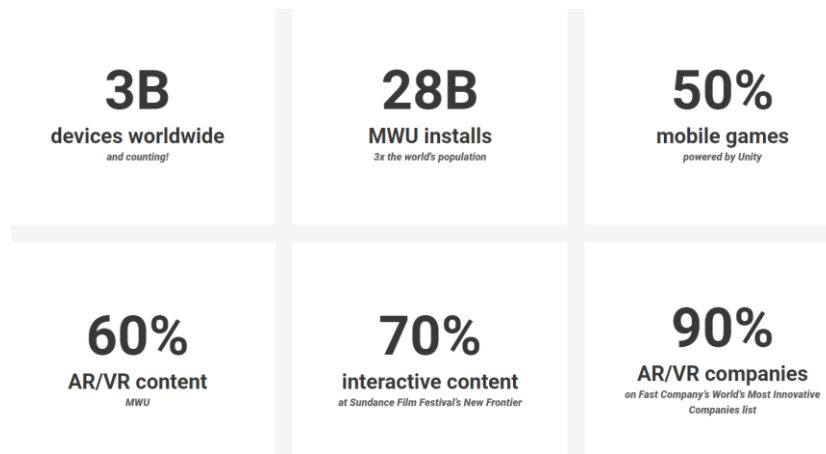 3B
devices worldwide
and counting!
28B
MWU installs
3x the world's population
50%
mobile games
powered by Unity
60%
AR/VR content
MWU
70%
interactive content
at Sundance Film Festival's New Frontier
90%
AR/VR companies
on Fast Company's World's Most Innovative
Companies list